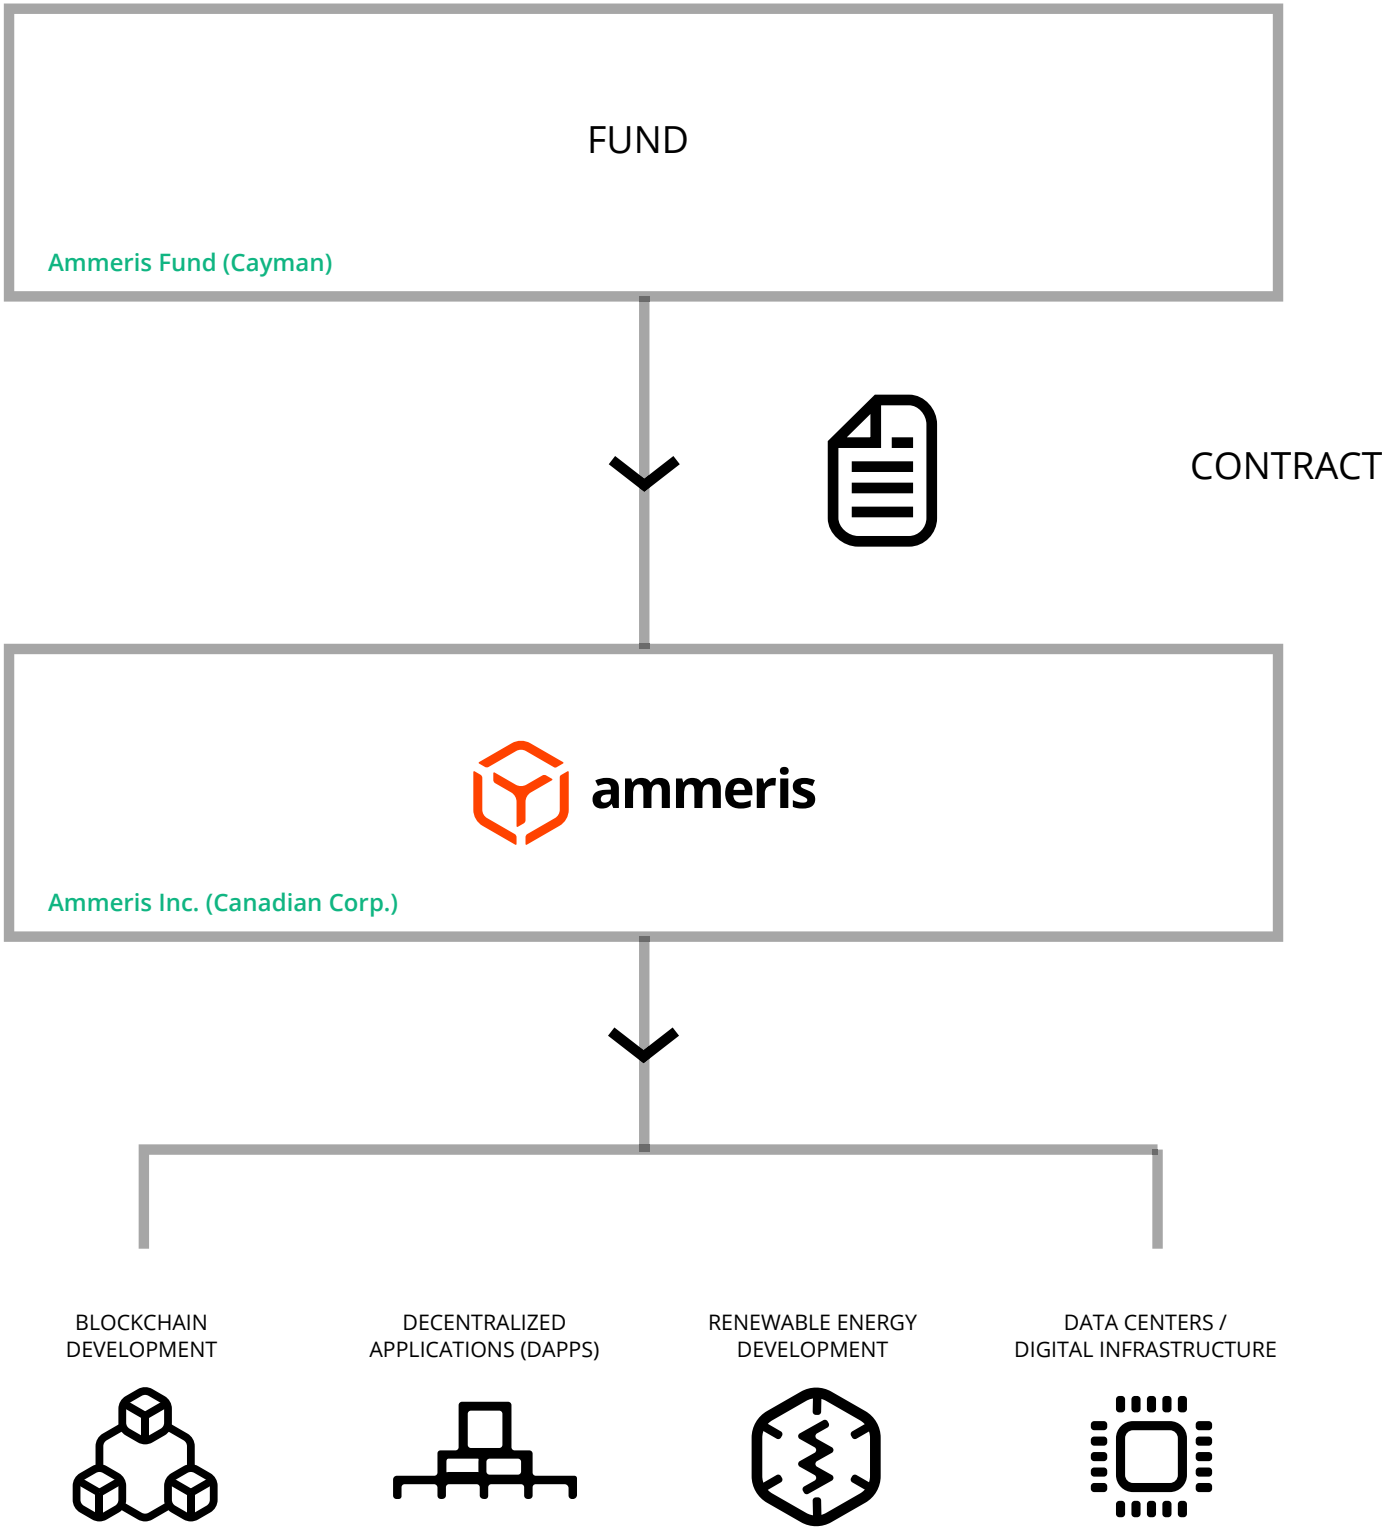 FUND
Ammeris Fund (Cayman)
CONTRACT
ammeris
Ammeris Inc. (Canadian Corp.)
BLOCKCHAIN
DEVELOPMENT
DECENTRALIZED
APPLICATIONS (DAPPS)
RENEWABLE ENERGY
DEVELOPMENT
DATA CENTERS /
DIGITAL INFRASTRUCTURE